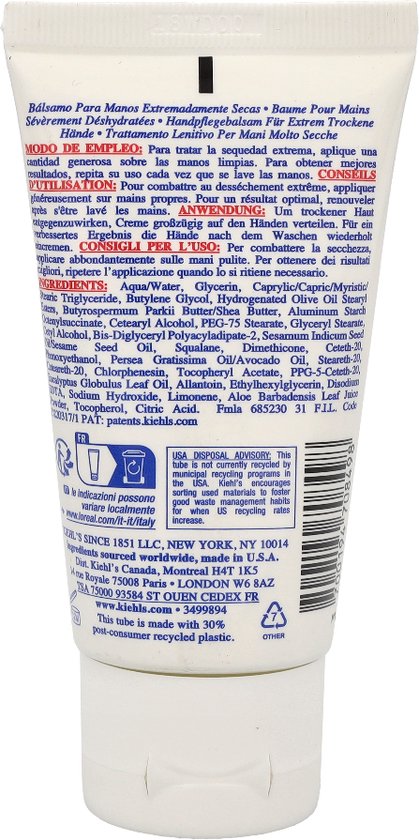 Bálsamo Para Manos Extremadamente Secas • Baume Pour Mains
Sévèrement Déshydratées • Handpflegebalsam Für Extrem Trockene
Hände • Trattamento Lenitivo Per Mani Molto Secche
MODO DE EMPLEO: Para tratar la sequedad extrema, aplique una
cantidad generosa sobre las manos limpias. Para obtener mejores
resultados, repita su uso cada vez que se lave las manos. CONSEILS
D'UTILISATION: Pour combattre au desséchement extrême, appliquer
généreusement sur mains propres. Pour un résultat optimal, renouveler
après s'être lavé les mains. ANWENDUNG: Um trockener Haut
entgegenzuwirken, Creme großzügig auf den Händen verteilen. Für ein
verbessertes Ergebnis die Hände nach dem Waschen wiederholt
eincremen. CONSIGLI PER L'USO: Per combattere la secchezza,
applicare abbondantemente sulle mani pulite. Per ottenere dei risultati
migliori, ripetere l'applicazione quando lo si ritiene necessario.
INGREDIENTS: Aqua/Water, Glycerin, Caprylic/Capric/Myristic/
Stearic Triglyceride, Butylene Glycol, Hydrogenated Olive Oil Stearyl
Esters, Butyrospermum Parkii Butter/Shea Butter, Aluminum Starch
Octenylsuccinate, Cetearyl Alcohol, PEG-75 Stearate, Glyceryl Stearate,
Cetyl Alcohol, Bis-Diglyceryl Polyacyladipate-2, Sesamum Indicum Seed
Oil/Sesame Seed Oil, Squalane, Dimethicone, Ceteth-20,
Phenoxyethanol, Persea Gratissima Oil/Avocado Oil, Steareth-20,
Ceteareth-20, Chlorphenesin, Tocopheryl Acetate, PPG-5-Ceteth-20,
Eucalyptus Globulus Leaf Oil, Allantoin, Ethylhexylglycerin, Disodium
EDTA, Sodium Hydroxide, Limonene, Aloe Barbadensis Leaf Juice
Powder, Tocopherol, Citric Acid. Fmla 685230 31 F.I.L. Code
220317/1 PAT: patents.kiehls.com
FR
USA DISPOSAL ADVISORY: This
tube is not currently recycled by
municipal recycling programs in
the USA. Kiehl's encourages
sorting used materials to foster
good waste management habits
for when US recycling rates
increase.
le indicazioni possono
variare localmente
www.loreal.com/it-it/italy
KIEHL'S SINCE 1851 LLC, NEW YORK, NY 10014
Ingredients sourced worldwide, made in U.S.A.
Dist. Kiehl's Canada, Montreal H4T 1K5
14 rue Royale 75008 Paris • LONDON W6 8AZ
TSA 75000 93584 ST OUEN CEDEX FR
www.kiehls.com • 3499894
This tube is made with 30%
post-consumer recycled plastic.
7
OTHER